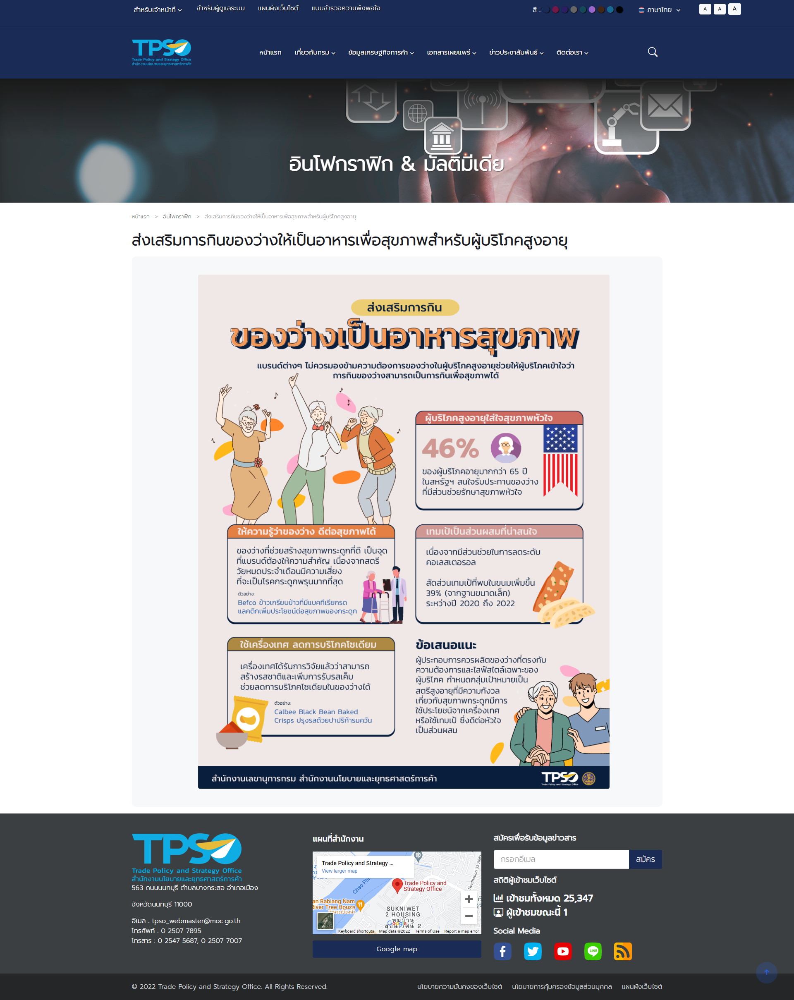 สำหรับเจ้าหน้าที่
สำหรับผู้ดูแลระบบ
แผนผังเว็บไซต์
แบบสำรวจความพึงพอใจ
สี :
ภาษาไทย
A A A
TPSO
Trade Policy and Strategy Office
สำนักงานนโยบายและยุทธศาสตร์การค้า
หน้าแรก
เกี่ยวกับกรม
ข้อมูลเศรษฐกิจการค้า
เอกสารเผยแพร่
ข่าวประชาสัมพันธ์
ติดต่อเรา
อินโฟกราฟิก & มัลติมีเดีย
หน้าแรก > อินโฟกราฟิก > ส่งเสริมการกินของว่างให้เป็นอาหารเพื่อสุขภาพสำหรับผู้บริโภคสูงอายุ
ส่งเสริมการกินของว่างให้เป็นอาหารเพื่อสุขภาพสำหรับผู้บริโภคสูงอายุ
ส่งเสริมการกิน
ของว่างเป็นอาหารสุขภาพ
แบรนด์ต่างๆ ไม่ควรมองข้ามความต้องการของว่างในผู้บริโภคสูงอายุช่วยให้ผู้บริโภคเข้าใจว่า
การกินของว่างสามารถเป็นการกินเพื่อสุขภาพได้
ผู้บริโภคสูงอายุใส่ใจสุขภาพหัวใจ
46%
ของผู้บริโภคอายุมากกว่า 65 ปี
ในสหรัฐฯ สนใจรับประทานของว่าง
ที่มีส่วนช่วยรักษาสุขภาพหัวใจ
ให้ความรู้ว่าของว่าง ดีต่อสุขภาพได้
ของว่างที่ช่วยสร้างสุขภาพกระดูกที่ดี เป็นจุด
ที่แบรนด์ต้องให้ความสำคัญ เนื่องจากสตรี
วัยหมดประจำเดือนมีความเสี่ยง
ที่จะเป็นโรคกระดูกพรุนมากที่สุด
ตัวอย่าง:
Befco ข้าวเกรียบข้าวที่มีแบคทีเรียกรด
แลคติกเพิ่มประโยชน์ต่อสุขภาพของกระดูก
เทมเป้เป็นส่วนผสมที่น่าสนใจ
เนื่องจากมีส่วนช่วยในการลดระดับ
คอเลสเตอรอล
สัดส่วนเทมเป้ที่พบในขนมเพิ่มขึ้น
39% (จากฐานขนาดเล็ก)
ระหว่างปี 2020 ถึง 2022
ใช้เครื่องเทศ ลดการบริโภคโซเดียม
เครื่องเทศได้รับการวิจัยแล้วว่าสามารถ
สร้างรสชาติและเพิ่มการรับรสเค็ม
ช่วยลดการบริโภคโซเดียมในของว่างได้
ตัวอย่าง:
Calbee Black Bean Baked
Crisps ปรุงรสด้วยปาปริก้ารมควัน
ข้อเสนอแนะ
ผู้ประกอบการควรผลิตของว่างที่ตรงกับ
ความต้องการและไลฟ์สไตล์เฉพาะของ
ผู้บริโภค กำหนดกลุ่มเป้าหมายเป็น
สตรีสูงอายุที่มีความกังวล
เกี่ยวกับสุขภาพกระดูกมีการ
ใช้ประโยชน์จากเครื่องเทศ
หรือใช้เทมเป้ ซึ่งดีต่อหัวใจ
เป็นส่วนผสม
สำนักงานเลขานุการกรม สำนักงานนโยบายและยุทธศาสตร์การค้า
TPSO
Trade Policy and Strategy Office
TPSO
Trade Policy and Strategy Office
สำนักงานนโยบายและยุทธศาสตร์การค้า
563 ถนนนนทบุรี ตำบลบางกระสอ อำเภอเมือง
จังหวัดนนทบุรี 11000
อีเมล : tpso_webmaster@moc.go.th
โทรศัพท์ : 0 2507 7895
โทรสาร : 0 2547 5687, 0 2507 7007
แผนที่สำนักงาน
Trade Policy and Strategy ...
View larger map
Chao Phr
Nonthaburi 33 Alley
Trade Policy and
Strategy Office
an Rabiang Nam
River Tree House
บ้านระเบียงน้ำ
SUKNIWET
2 HOUSING
หมู่บ้าน
Google
Keyboard shortcuts
Map data ©2022
Terms of Use
Report a map error
Google map
สมัครเพื่อรับข้อมูลข่าวสาร
กรอกอีเมล
สมัคร
สถิติผู้เข้าชมเว็บไซต์
เข้าชมทั้งหมด 25,347
ผู้เข้าชมขณะนี้ 1
Social Media
LINE
© 2022 Trade Policy and Strategy Office. All Rights Reserved.
นโยบายความมั่นคงของเว็บไซต์
นโยบายการคุ้มครองข้อมูลส่วนบุคคล
แผนผังเว็บไซต์